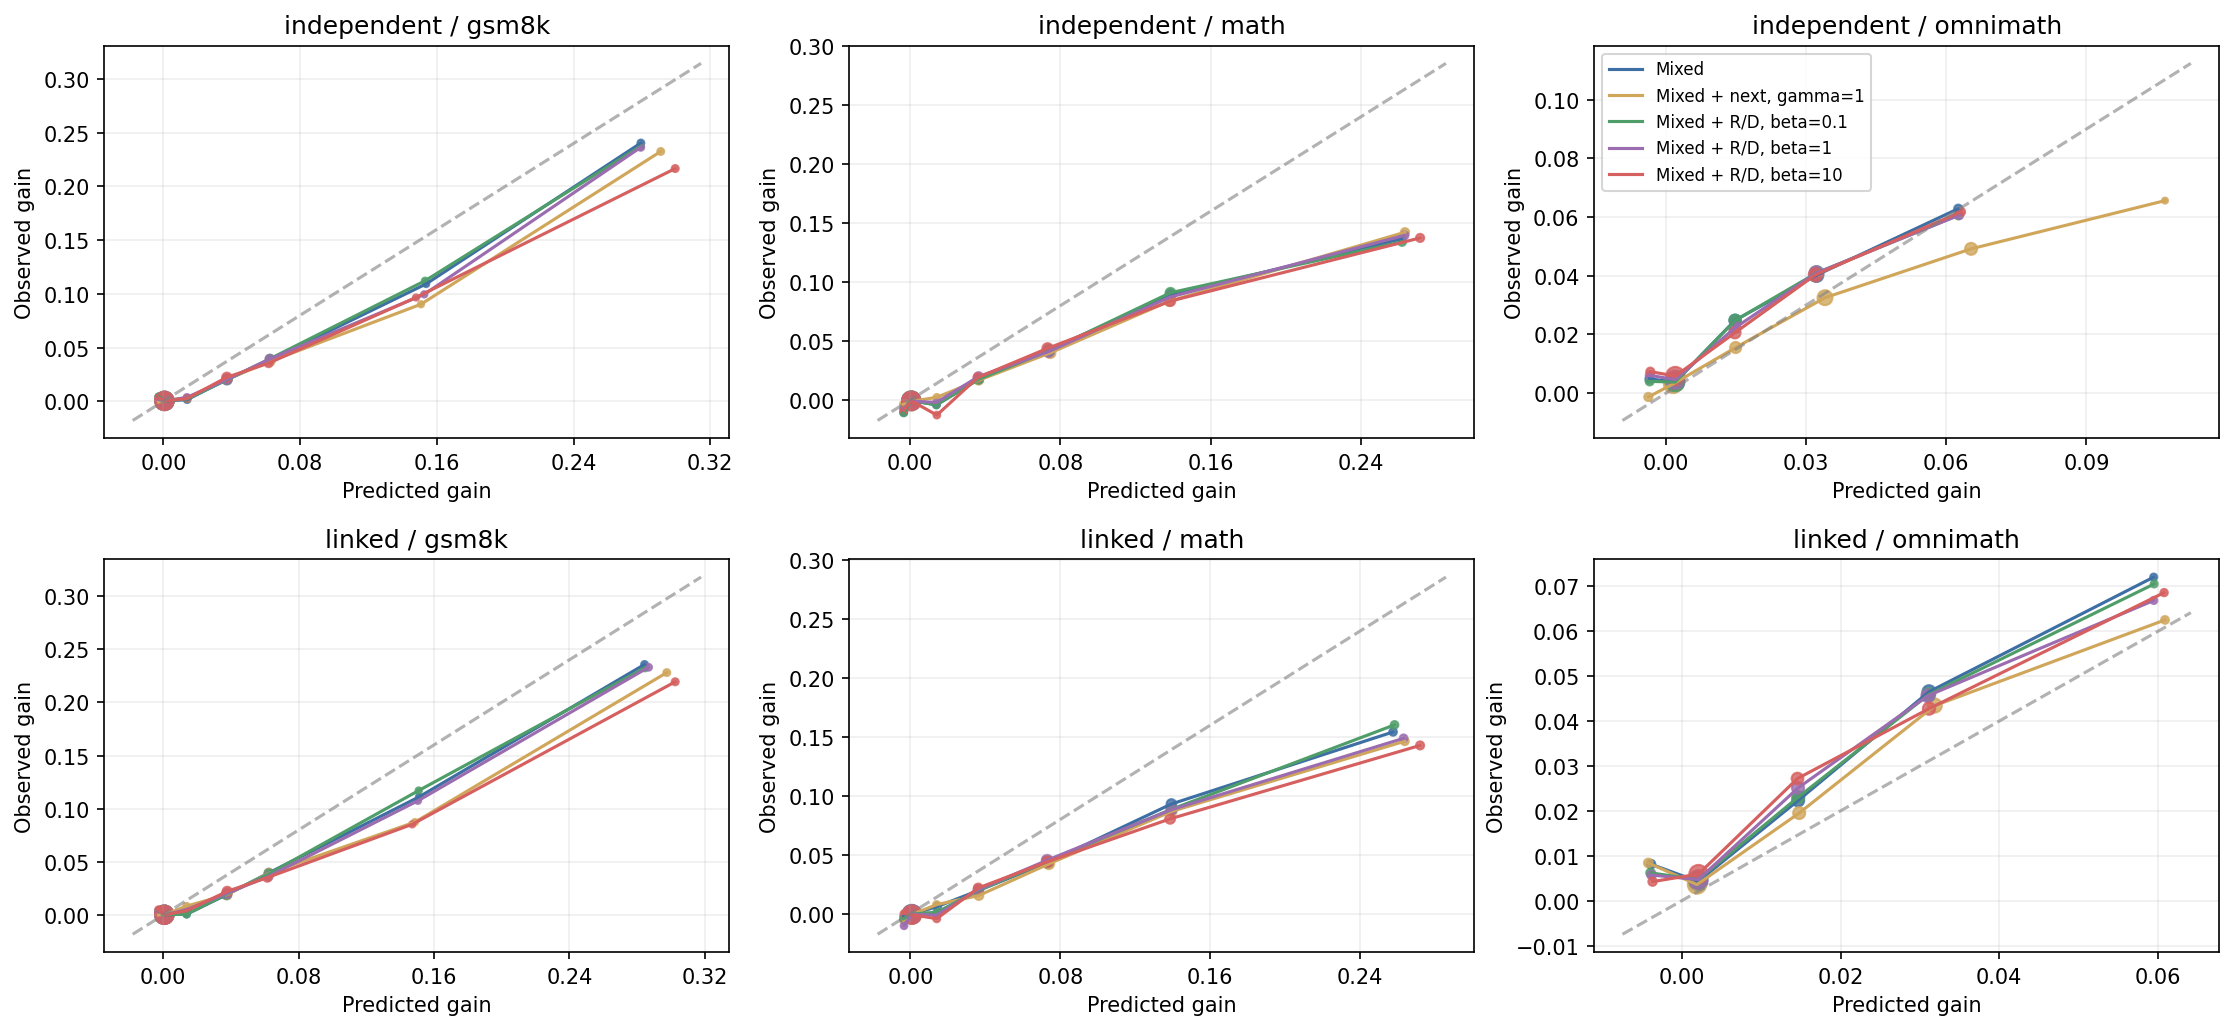 independent / gsm8k
0.30
0.25
0.20
0.15
0.10
0.05
0.00
Observed gain
0.00 0.08 0.16 0.24 0.32
Predicted gain
independent / math
0.30
0.25
0.20
0.15
0.10
0.05
0.00
Observed gain
0.00 0.08 0.16 0.24
Predicted gain
independent / omnimath
Mixed
Mixed + next, gamma=1
Mixed + R/D, beta=0.1
Mixed + R/D, beta=1
Mixed + R/D, beta=10
0.10
0.08
0.06
0.04
0.02
0.00
Observed gain
0.00 0.03 0.06 0.09
Predicted gain
linked / gsm8k
0.30
0.25
0.20
0.15
0.10
0.05
0.00
Observed gain
0.00 0.08 0.16 0.24 0.32
Predicted gain
linked / math
0.30
0.25
0.20
0.15
0.10
0.05
0.00
Observed gain
0.00 0.08 0.16 0.24
Predicted gain
linked / omnimath
0.07
0.06
0.05
0.04
0.03
0.02
0.01
0.00
−0.01
Observed gain
0.00 0.02 0.04 0.06
Predicted gain